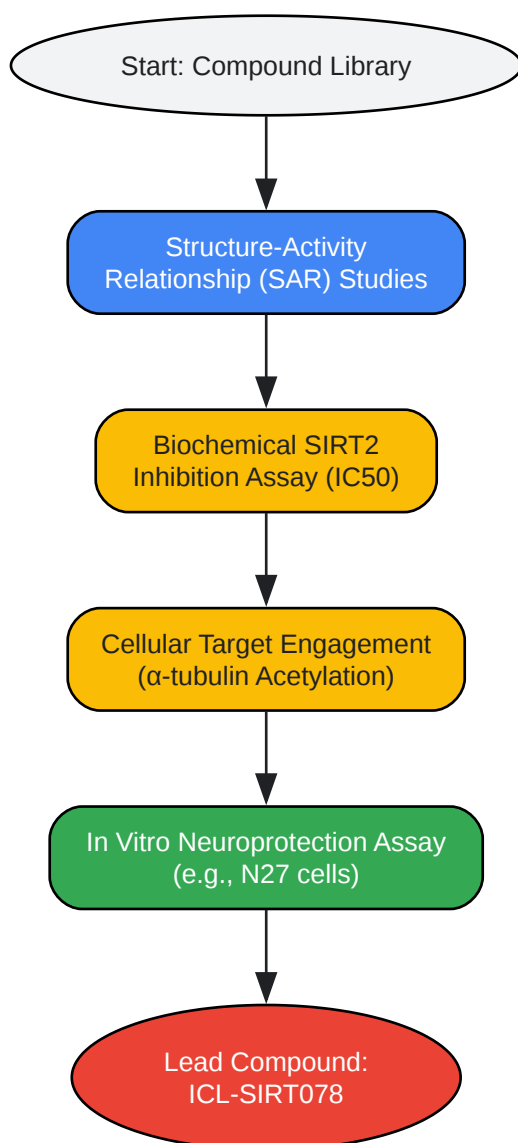 Start: Compound Library
Structure-Activity
Relationship (SAR) Studies
Biochemical SIRT2
Inhibition Assay (IC50)
Cellular Target Engagement
(α-tubulin Acetylation)
In Vitro Neuroprotection Assay
(e.g., N27 cells)
Lead Compound:
ICL-SIRT078